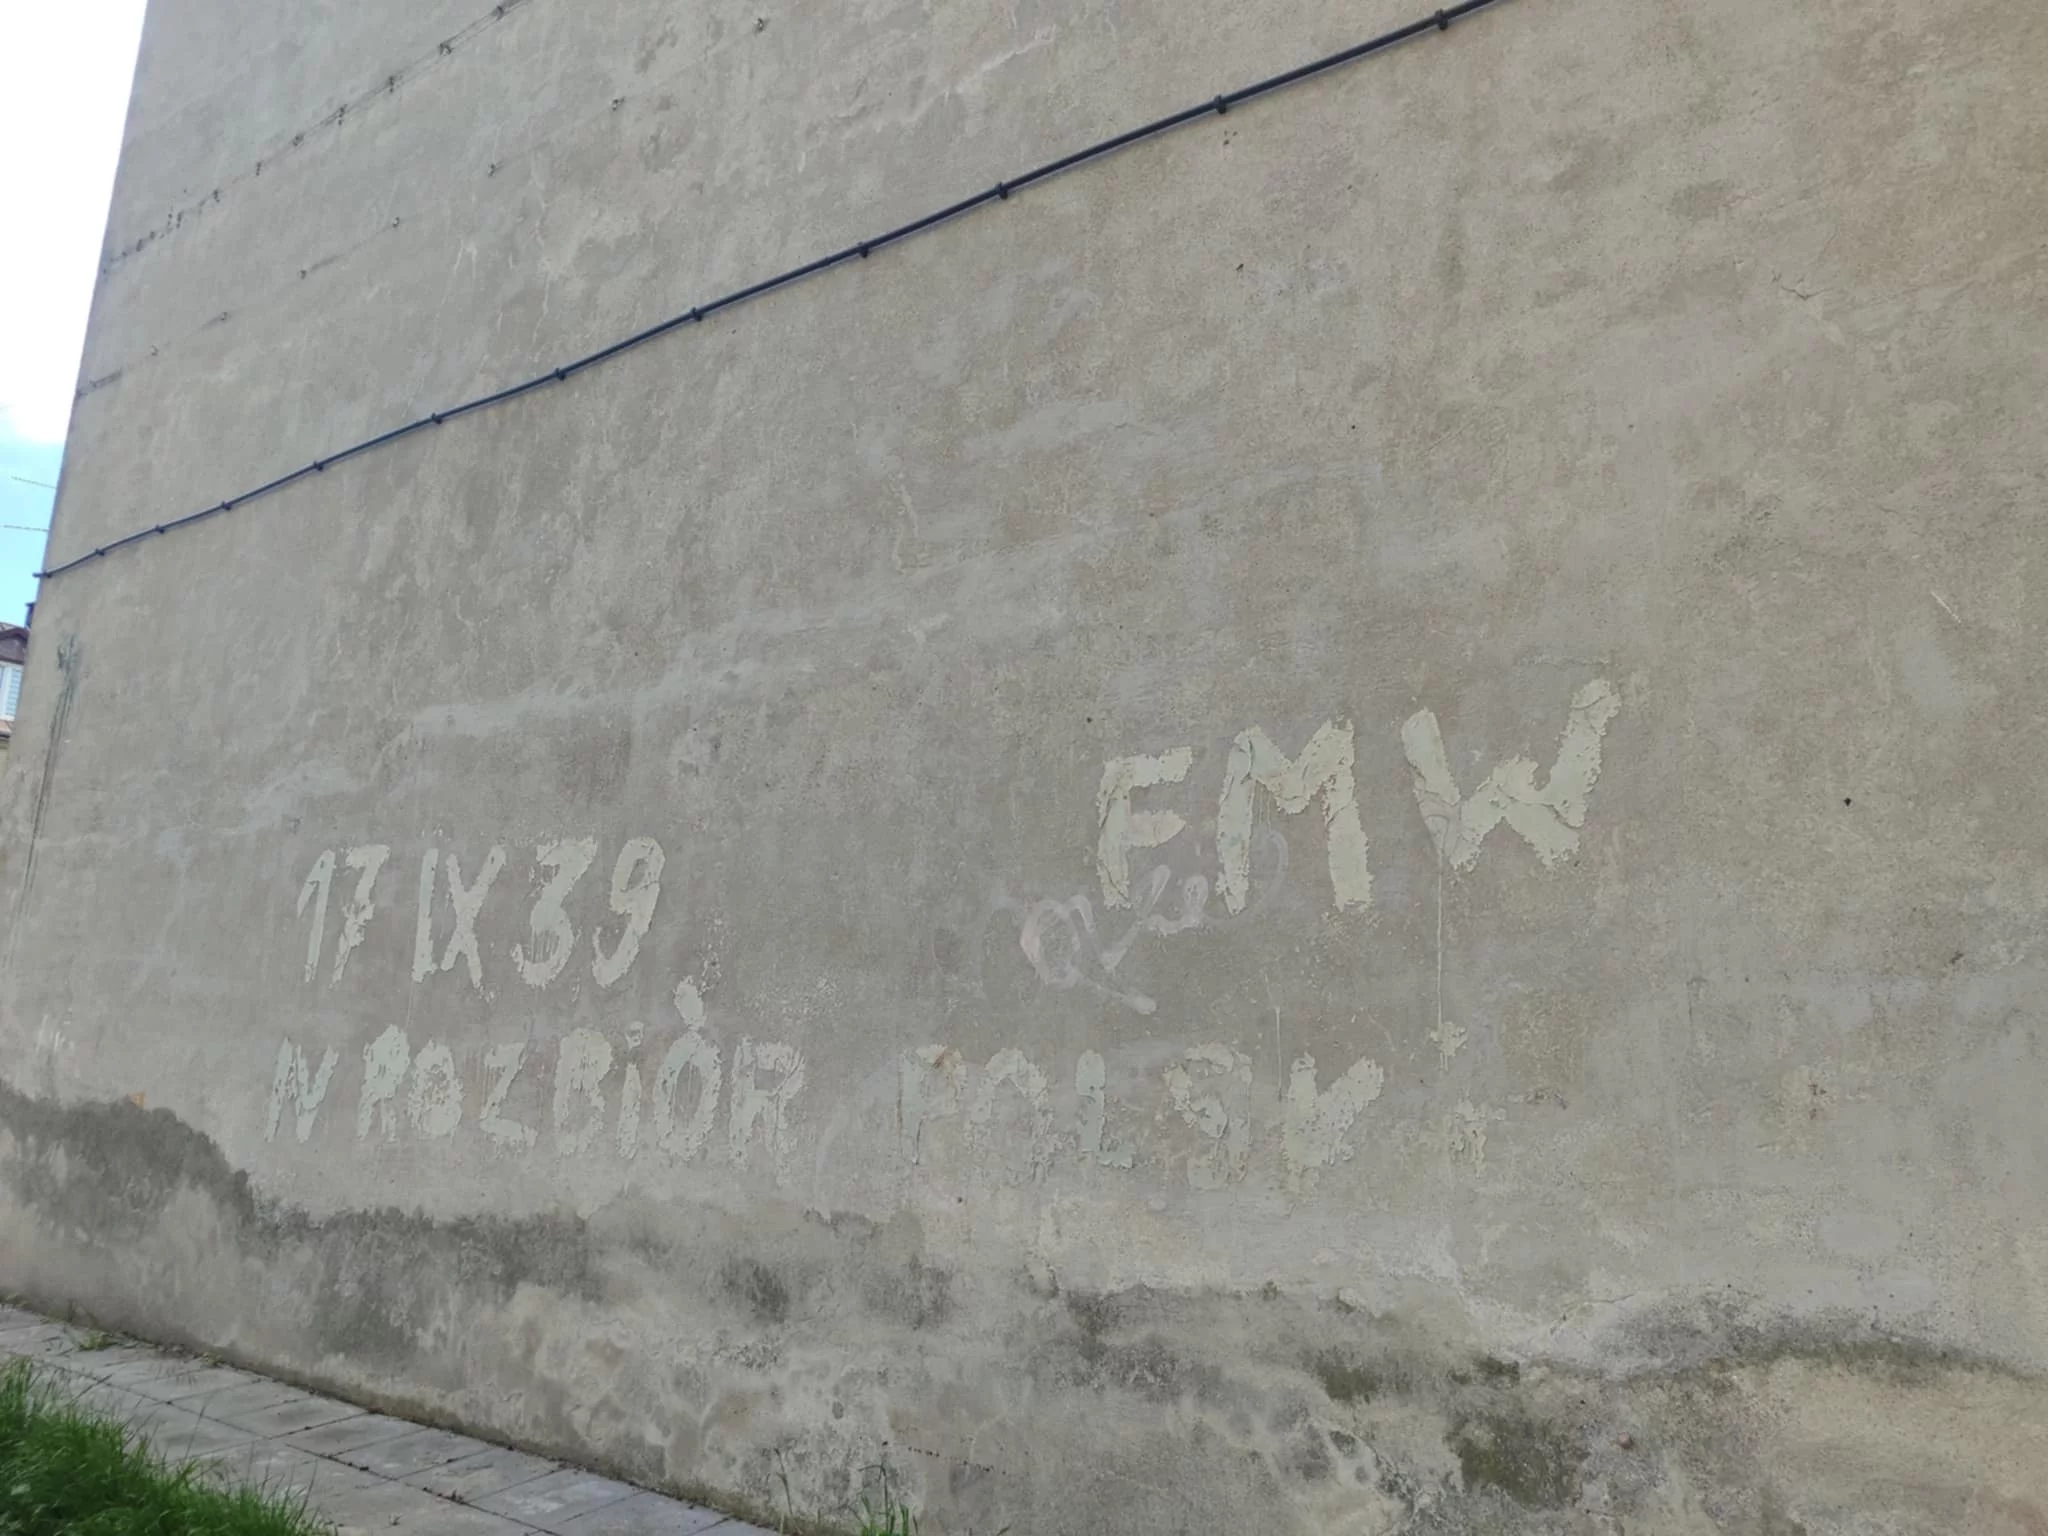 FMW
17 IX 39
IV ROZBIÓR POLSKI